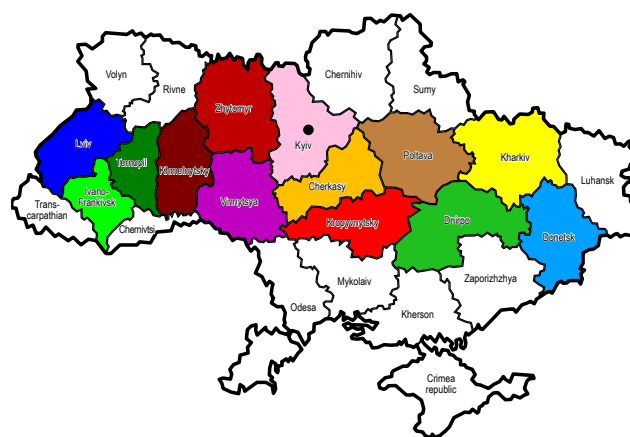 Volyn
Rivne
Zhytomyr
Chernihiv
Sumy
Kyiv
Lviv
Ternopil
Khmelnytsky
Poltava
Kharkiv
Luhansk
Cherkasy
Vinnytsya
Ivano-
Frankivsk
Trans-
carpathian
Chernivtsi
Kropyvnytsky
Dnirpo
Donetsk
Mykolaiv
Zaporizhzhya
Odesa
Kherson
Crimea
republic